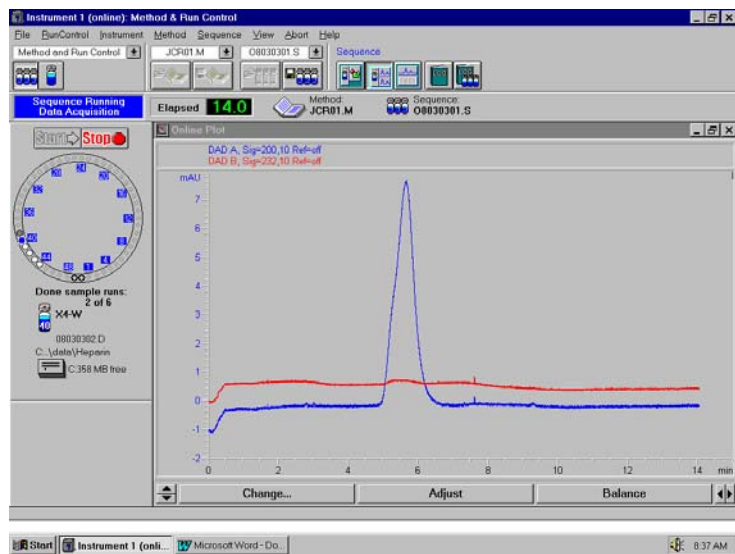 Instrument 1 (online): Method & Run Control
File RunControl Instrument Method Sequence View Abort Help
Method and Run Control JCR01.M 08030301.S Sequence
Sequence Running
Data Acquisition
Elapsed 14.0
Method:
JCR01.M
Sequence:
08030301.S
Start Stop
Online Plot
DAD A, Sig=200,10 Ref=off
DAD B, Sig=232,10 Ref=off
mAU
7
6
5
4
3
2
1
0
-1
-2
0 2 4 6 8 10 12 14 min
Done sample runs:
2 of 6
X4-W
40
08030302.D
C:\data\Heparin
C:358 MB free
Change... Adjust Balance
Start Instrument 1 (onli... Microsoft Word - Do... 8:37 AM